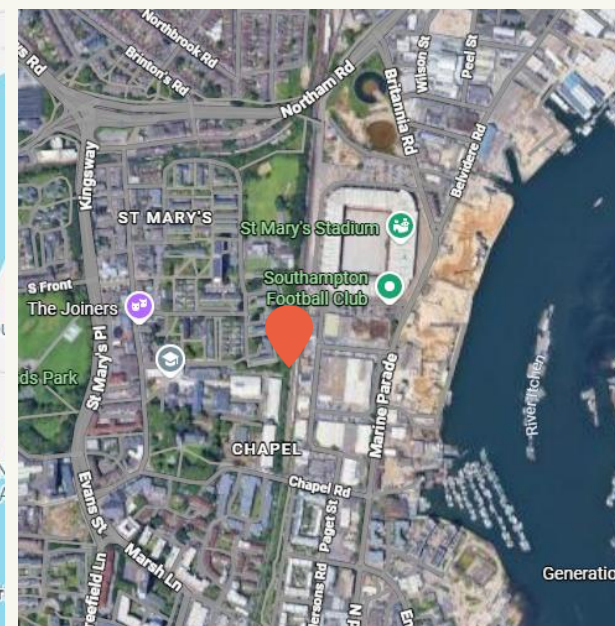 Northbrook Rd
Brinton's Rd
Northam Rd
Wilson St
Peel St
Britannia Rd
Belvidere Rd
Kingsway
ST MARY'S
St Mary's Stadium
S Front
Southampton
Football Club
The Joiners
St Mary's Pl
ds Park
River Itchen
Marine Parade
CHAPEL
Chapel Rd
Evans St
Paget St
Marsh Ln
Generatio